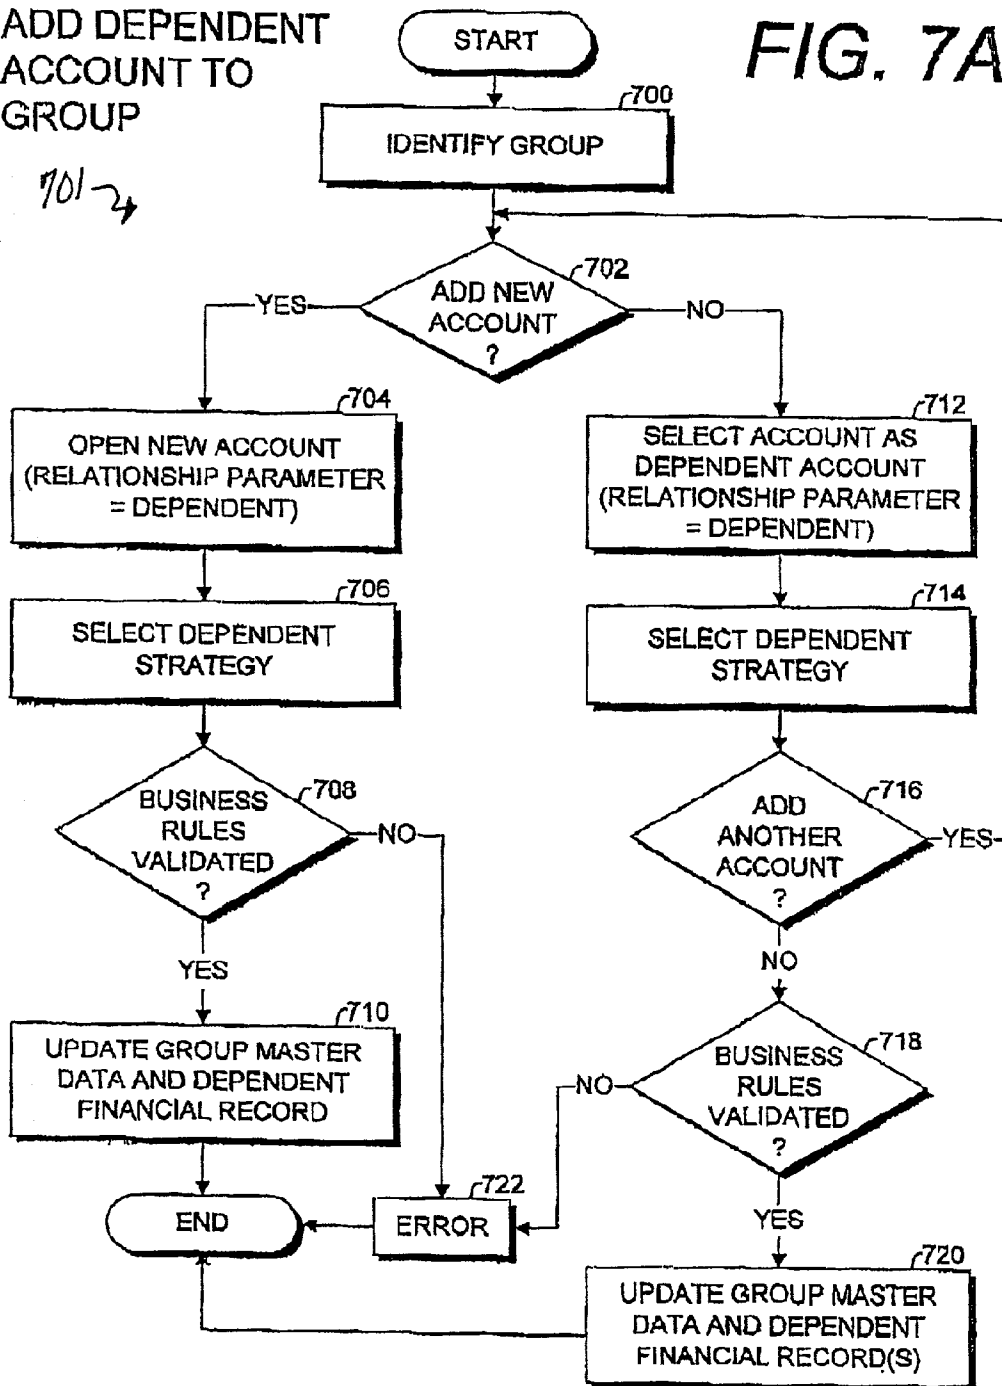 ADD DEPENDENT
ACCOUNT TO
GROUP
FIG. 7A
701
START
700
IDENTIFY GROUP
702
ADD NEW
ACCOUNT
?
YES
NO
704
OPEN NEW ACCOUNT
(RELATIONSHIP PARAMETER
= DEPENDENT)
712
SELECT ACCOUNT AS
DEPENDENT ACCOUNT
(RELATIONSHIP PARAMETER
= DEPENDENT)
706
SELECT DEPENDENT
STRATEGY
714
SELECT DEPENDENT
STRATEGY
708
BUSINESS
RULES
VALIDATED
?
NO
YES
716
ADD
ANOTHER
ACCOUNT
?
YES
NO
710
UPDATE GROUP MASTER
DATA AND DEPENDENT
FINANCIAL RECORD
718
BUSINESS
RULES
VALIDATED
?
NO
YES
END
722
ERROR
720
UPDATE GROUP MASTER
DATA AND DEPENDENT
FINANCIAL RECORD(S)